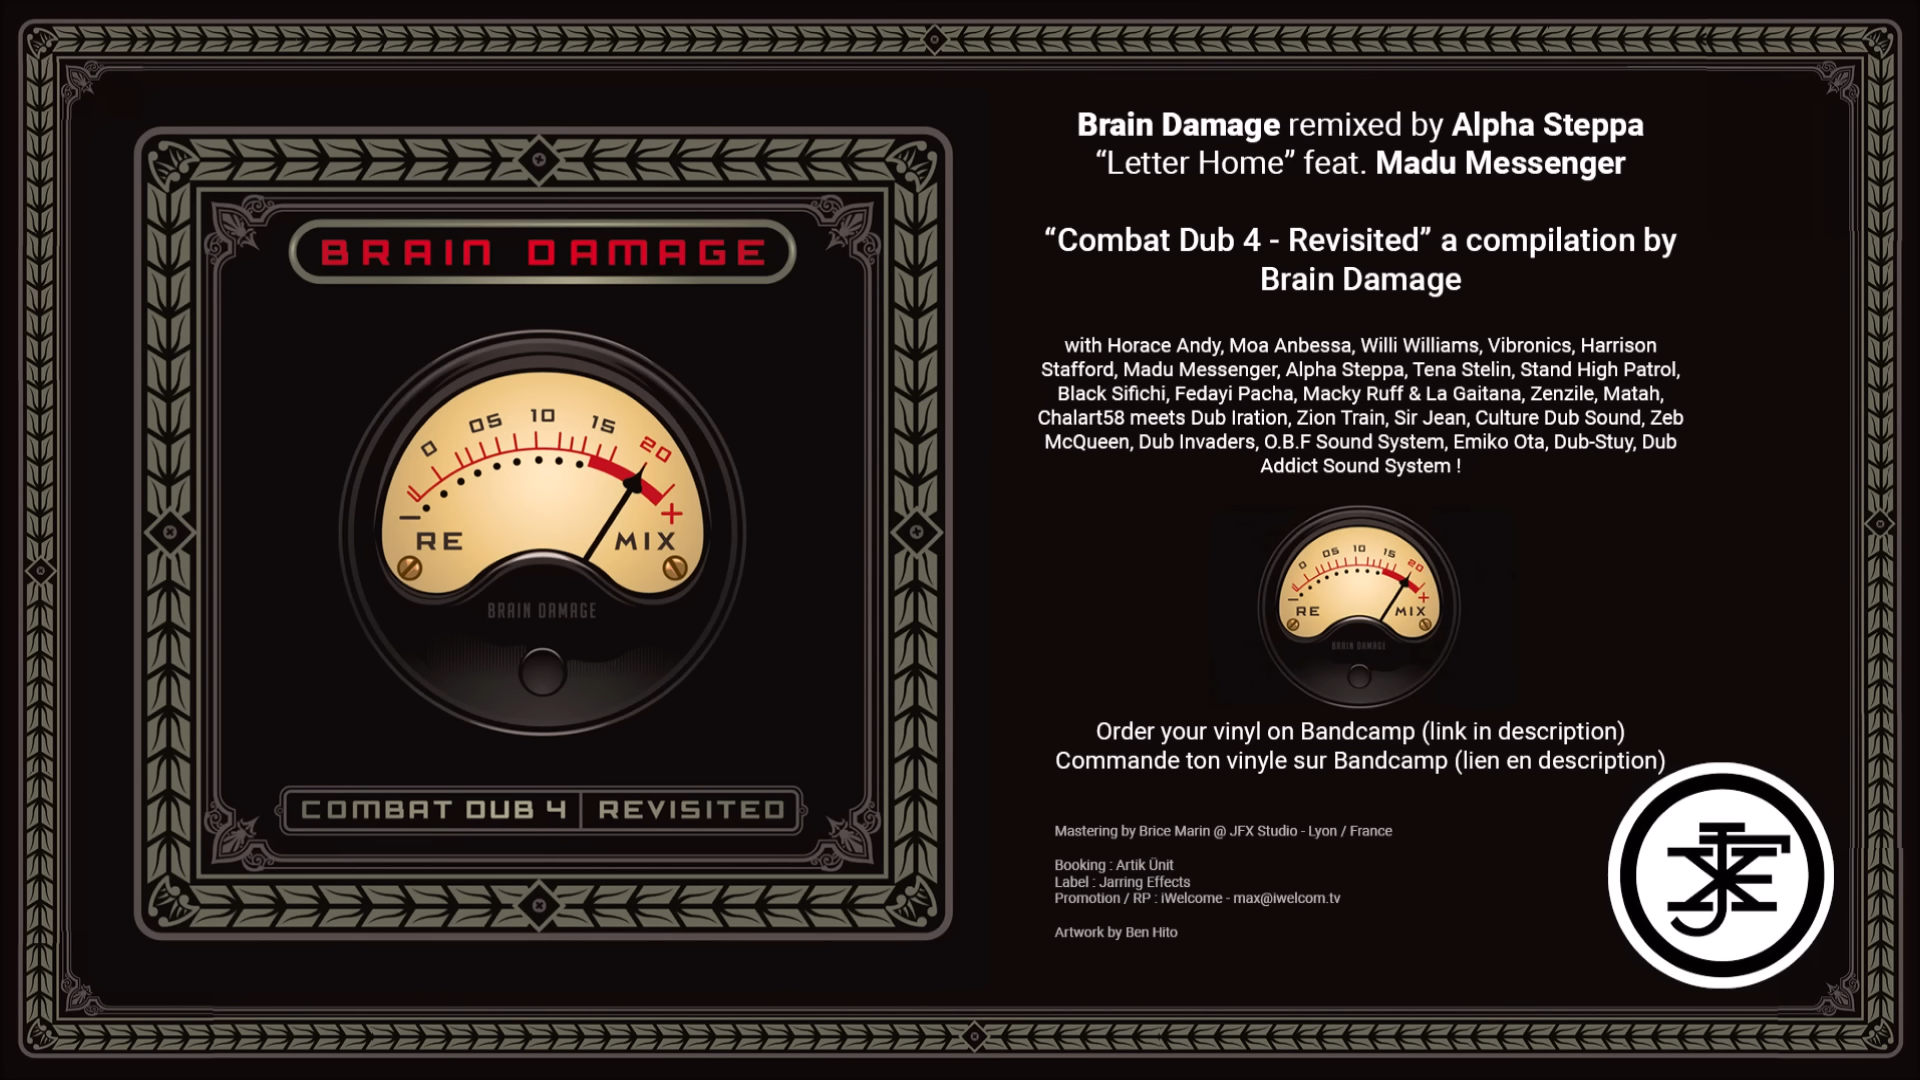 BRAIN DAMAGE
0 05 10 15 20
− +
RE MIX
BRAIN DAMAGE
COMBAT DUB 4 | REVISITED
Brain Damage remixed by Alpha Steppa
“Letter Home” feat. Madu Messenger
“Combat Dub 4 - Revisited” a compilation by
Brain Damage
with Horace Andy, Moa Anbessa, Willi Williams, Vibronics, Harrison
Stafford, Madu Messenger, Alpha Steppa, Tena Stelin, Stand High Patrol,
Black Sifichi, Fedayi Pacha, Macky Ruff & La Gaitana, Zenzile, Matah,
Chalart58 meets Dub Iration, Zion Train, Sir Jean, Culture Dub Sound, Zeb
McQueen, Dub Invaders, O.B.F Sound System, Emiko Ota, Dub-Stuy, Dub
Addict Sound System !
0 05 10 15 20
− +
RE MIX
BRAIN DAMAGE
Order your vinyl on Bandcamp (link in description)
Commande ton vinyle sur Bandcamp (lien en description)
Mastering by Brice Marin @ JFX Studio - Lyon / France
Booking : Artik Ünit
Label : Jarring Effects
Promotion / RP : iWelcome - max@iwelcom.tv
Artwork by Ben Hito
JFX